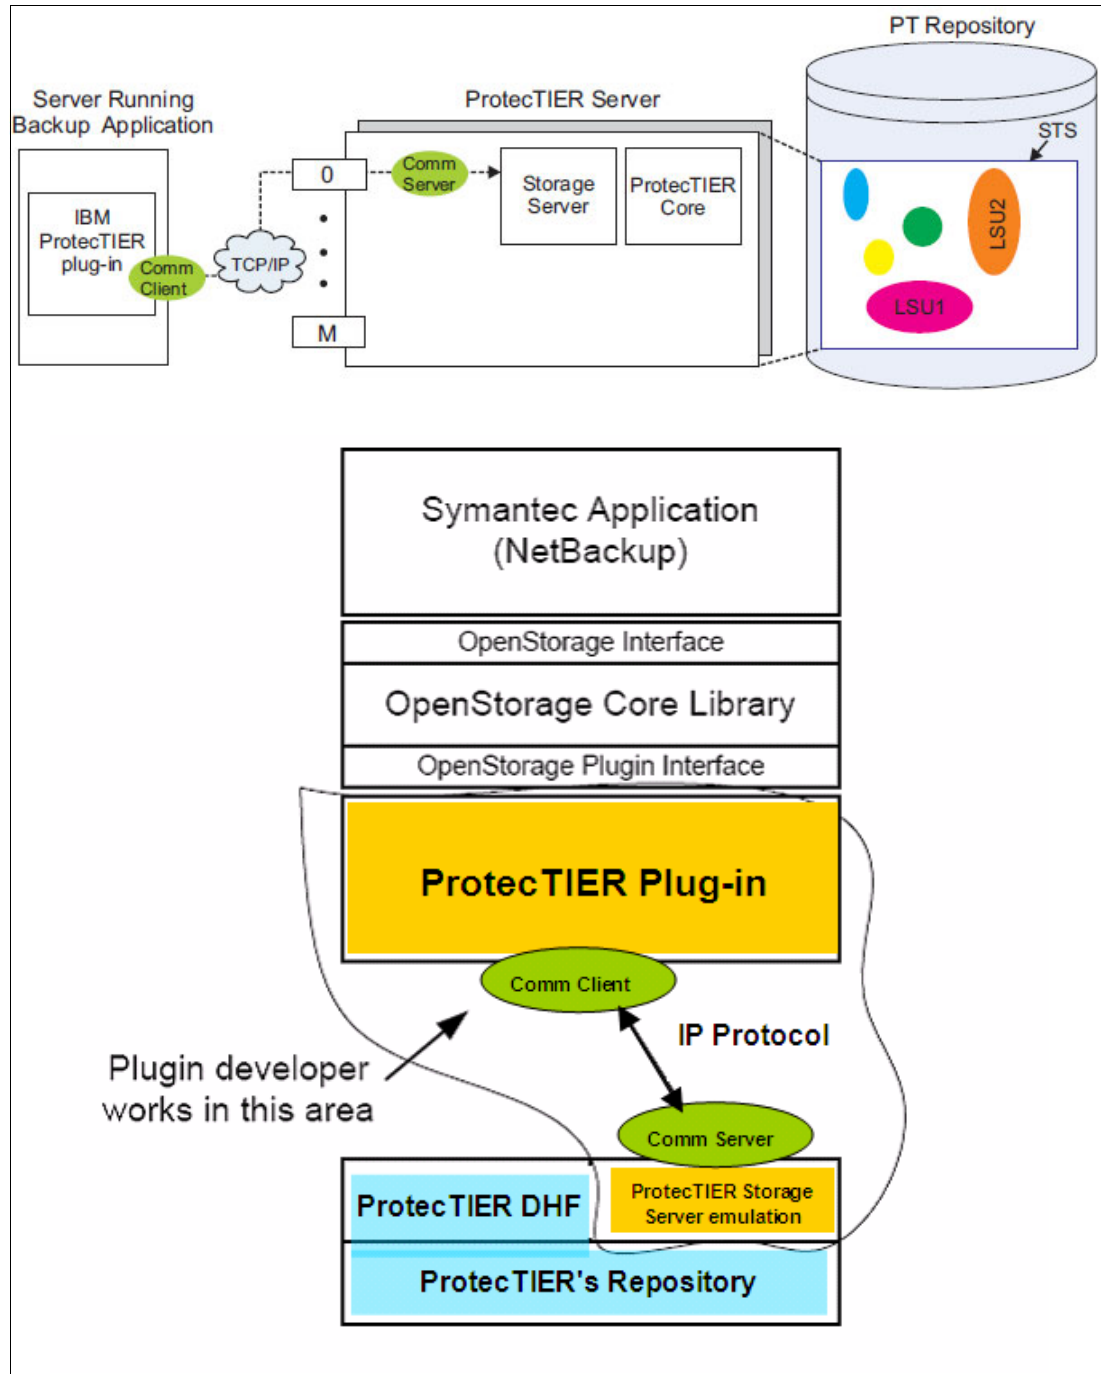 PT Repository
Server Running
Backup Application
ProtecTIER Server
STS
0
Comm
Server
Storage
Server
ProtecTIER
Core
IBM
ProtecTIER
plug-in
Comm
Client
TCP/IP
M
LSU2
LSU1
Symantec Application
(NetBackup)
OpenStorage Interface
OpenStorage Core Library
OpenStorage Plugin Interface
ProtecTIER Plug-in
Comm Client
IP Protocol
Plugin developer
works in this area
Comm Server
ProtecTIER DHF
ProtecTIER Storage
Server emulation
ProtecTIER's Repository